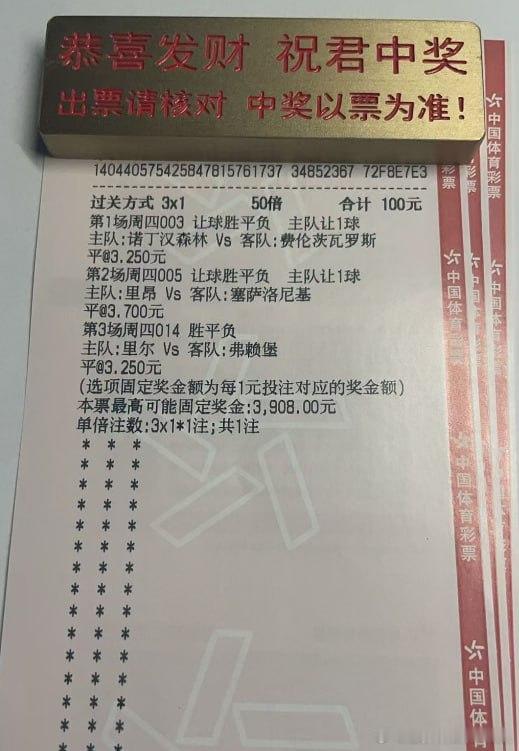 恭喜发财 祝君中奖
出票请核对 中奖以票为准!
140440575425847815761737 34852367 72F8E7E3
过关方式 3x1 50倍 合计 100元
第1场周四003 让球胜平负 主队让1球
主队:诺丁汉森林 Vs 客队:费伦茨瓦罗斯
平@3.250元
第2场周四005 让球胜平负 主队让1球
主队:里昂 Vs 客队:塞萨洛尼基
平@3.700元
第3场周四014 胜平负
主队:里尔 Vs 客队:弗赖堡
平@3.250元
(选项固定奖金额为每1元投注对应的奖金额)
本票最高可能固定奖金:3,908.00元
单倍注数:3x1*1注;共1注
中国体育彩票
中国体育彩票
中国体育彩票
中国体育彩票
中国体